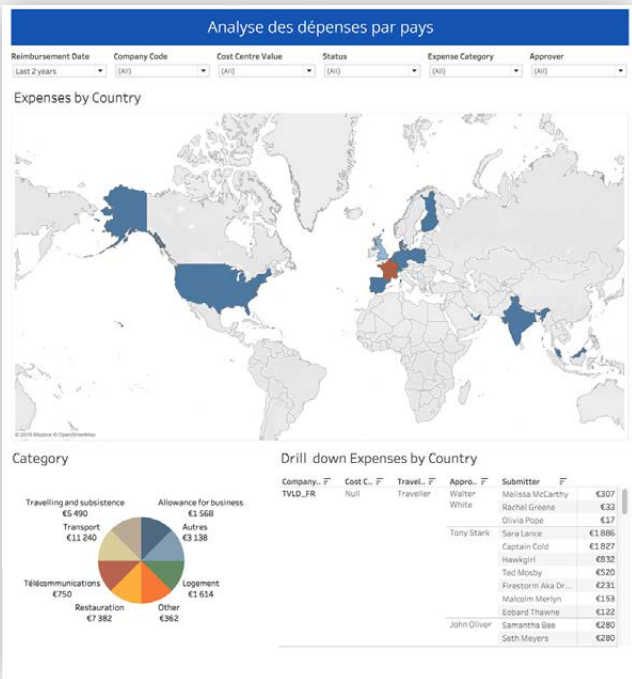 Analyse des dépenses par pays
Reimbursement Date Company Code Cost Centre Value Status Expense Category Approver
Last 2 years (All) (All) (All) (All) (All)
Expenses by Country
© 2019 Mapbox © OpenStreetMap
Category
Travelling and subsistence
€5 490
Allowance for business
€1 568
Transport
€11 240
Autres
€3 138
Télécommunications
€750
Logement
€1 614
Restauration
€7 382
Other
€362
Drill down Expenses by Country
Company.. Cost C.. Travel.. Appro.. Submitter
TVLD_FR Null Traveller Walter White Melissa McCarthy €307
Rachel Greene €33
Olivia Pope €17
Tony Stark Sara Lance €1886
Captain Cold €1827
Hawkgirl €832
Ted Mosby €520
Firestorm Aka Dr... €231
Malcolm Merlyn €153
Eobard Thawne €122
John Oliver Samantha Bee €280
Seth Meyers €280